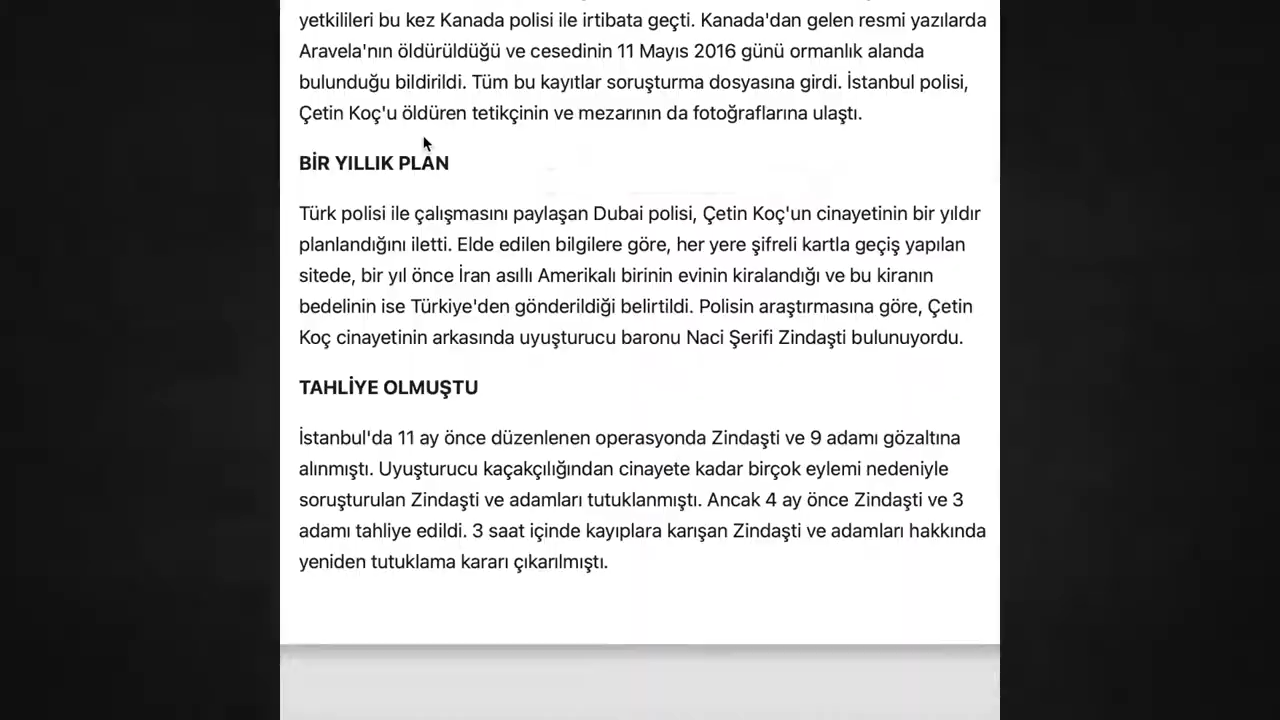 yetkilileri bu kez Kanada polisi ile irtibata geçti. Kanada'dan gelen resmi yazılarda
Aravela'nın öldürüldüğü ve cesedinin 11 Mayıs 2016 günü ormanlık alanda
bulunduğu bildirildi. Tüm bu kayıtlar soruşturma dosyasına girdi. İstanbul polisi,
Çetin Koç'u öldüren tetikçinin ve mezarının da fotoğraflarına ulaştı.
BİR YILLIK PLAN
Türk polisi ile çalışmasını paylaşan Dubai polisi, Çetin Koç'un cinayetinin bir yıldır
planlandığını iletti. Elde edilen bilgilere göre, her yere şifreli kartla geçiş yapılan
sitede, bir yıl önce İran asıllı Amerikalı birinin evinin kiralandığı ve bu kiranın
bedelinin ise Türkiye'den gönderildiği belirtildi. Polisin araştırmasına göre, Çetin
Koç cinayetinin arkasında uyuşturucu baronu Naci Şerifi Zindaşti bulunuyordu.
TAHLİYE OLMUŞTU
İstanbul'da 11 ay önce düzenlenen operasyonda Zindaşti ve 9 adamı gözaltına
alınmıştı. Uyuşturucu kaçakçılığından cinayete kadar birçok eylemi nedeniyle
soruşturulan Zindaşti ve adamları tutuklanmıştı. Ancak 4 ay önce Zindaşti ve 3
adamı tahliye edildi. 3 saat içinde kayıplara karışan Zindaşti ve adamları hakkında
yeniden tutuklama kararı çıkarılmıştı.